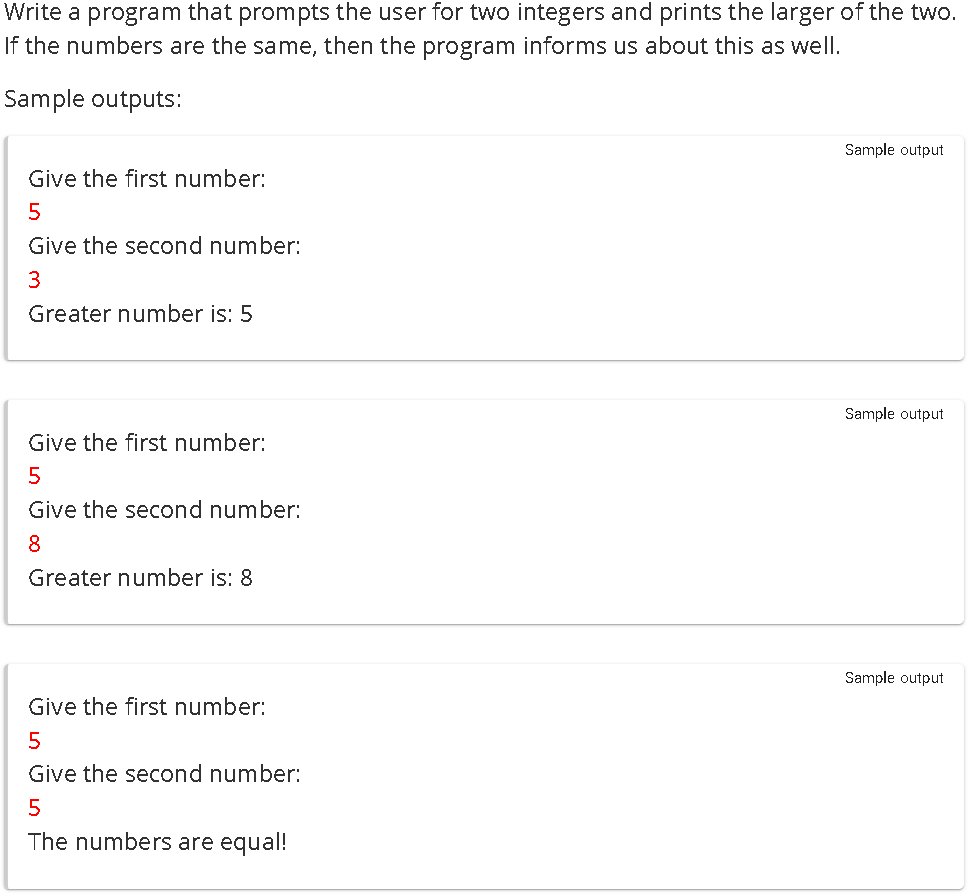 Write a program that prompts the user for two integers and prints the larger of the two.
If the numbers are the same, then the program informs us about this as well.
Sample outputs:
Sample output
Give the first number:
5
Give the second number:
3
Greater number is: 5
Sample output
Give the first number:
5
Give the second number:
8
Greater number is: 8
Sample output
Give the first number:
5
Give the second number:
5
The numbers are equal!